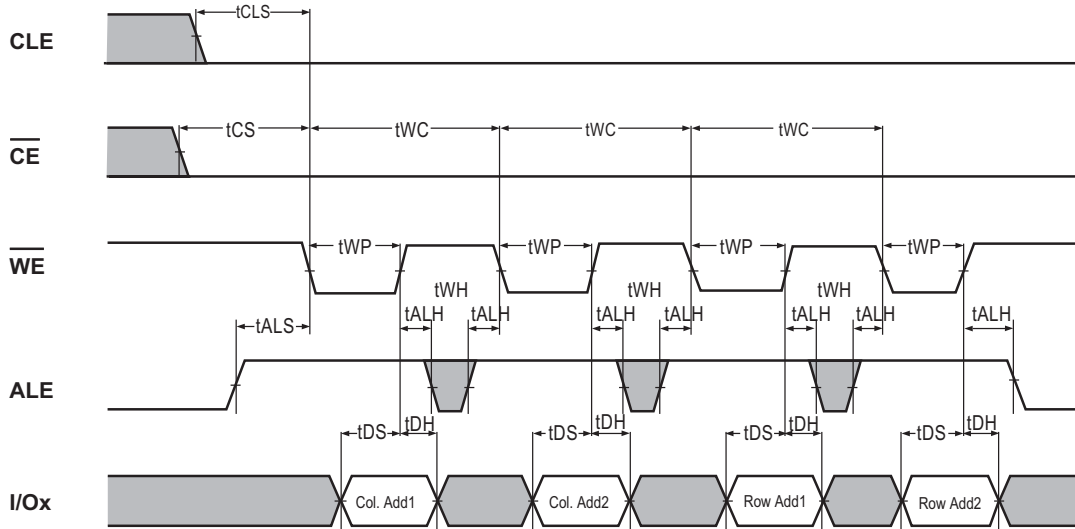 tCLS
CLE
tCS tWC tWC tWC
CE
tWP tWP tWP tWP
WE
tWH tWH tWH
tALH tALH tALH tALH tALH tALH tALH
tALS
ALE
tDS tDH tDS tDH tDS tDH tDS tDH
I/Ox Col. Add1 Col. Add2 Row Add1 Row Add2